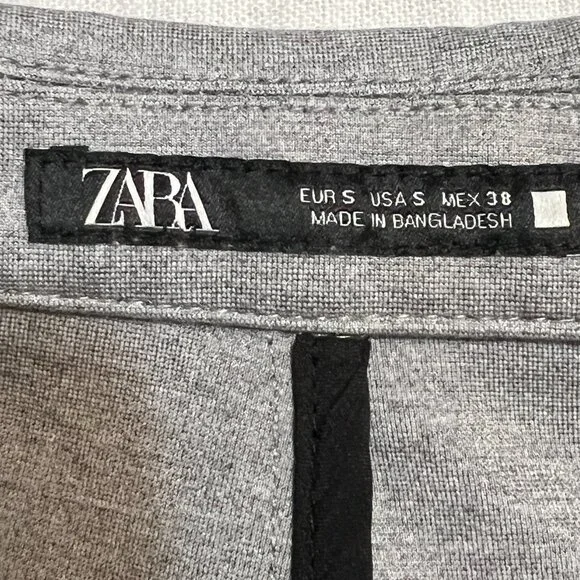 ZARA
EUR S USA S MEX 38
MADE IN BANGLADESH